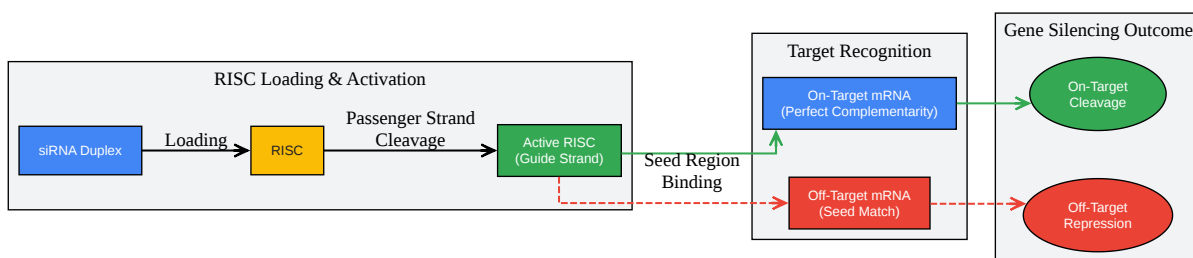 RISC Loading & Activation
siRNA Duplex
Loading
RISC
Passenger Strand
Cleavage
Active RISC
(Guide Strand)
Seed Region
Binding
Target Recognition
On-Target mRNA
(Perfect Complementarity)
Off-Target mRNA
(Seed Match)
Gene Silencing Outcome
On-Target
Cleavage
Off-Target
Repression